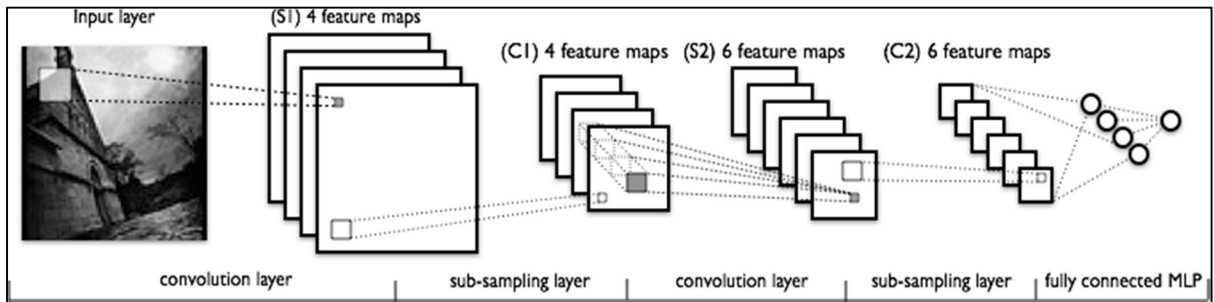 Input layer
(S1) 4 feature maps
(C1) 4 feature maps
(S2) 6 feature maps
(C2) 6 feature maps
convolution layer
sub-sampling layer
convolution layer
sub-sampling layer
fully connected MLP